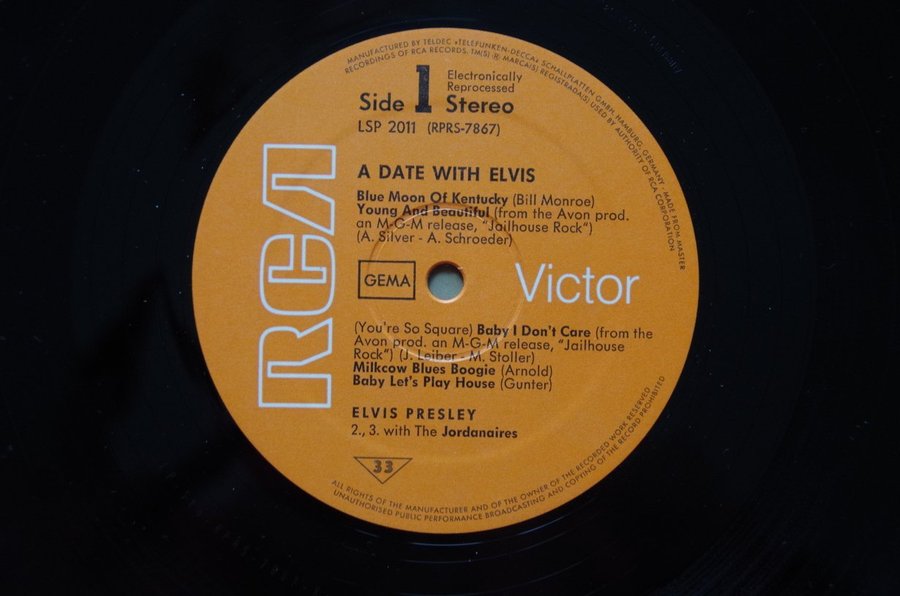 MANUFACTURED BY TELDEC »TELEFUNKEN-DECCA« SCHALLPLATTEN GMBH, HAMBURG, GERMANY · MADE FROM MASTER
RECORDINGS OF RCA RECORDS. TM(S) ® MARCA(S) REGISTRADA(S) USED BY AUTHORITY OF RCA CORPORATION
Side 1 Electronically
Reprocessed
Stereo
LSP 2011 (RPRS-7867)
RCA
A DATE WITH ELVIS
Blue Moon Of Kentucky (Bill Monroe)
Young And Beautiful (from the Avon prod.
an M-G-M release, "Jailhouse Rock")
(A. Silver - A. Schroeder)
GEMA
Victor
(You're So Square) Baby I Don't Care (from the
Avon prod. an M-G-M release, "Jailhouse
Rock") (J. Leiber - M. Stoller)
Milkcow Blues Boogie (Arnold)
Baby Let's Play House (Gunter)
ELVIS PRESLEY
2., 3. with The Jordanaires
33
ALL RIGHTS OF THE MANUFACTURER AND OF THE OWNER OF THE RECORDED WORK RESERVED
UNAUTHORISED PUBLIC PERFORMANCE BROADCASTING AND COPYING OF THE RECORD PROHIBITED